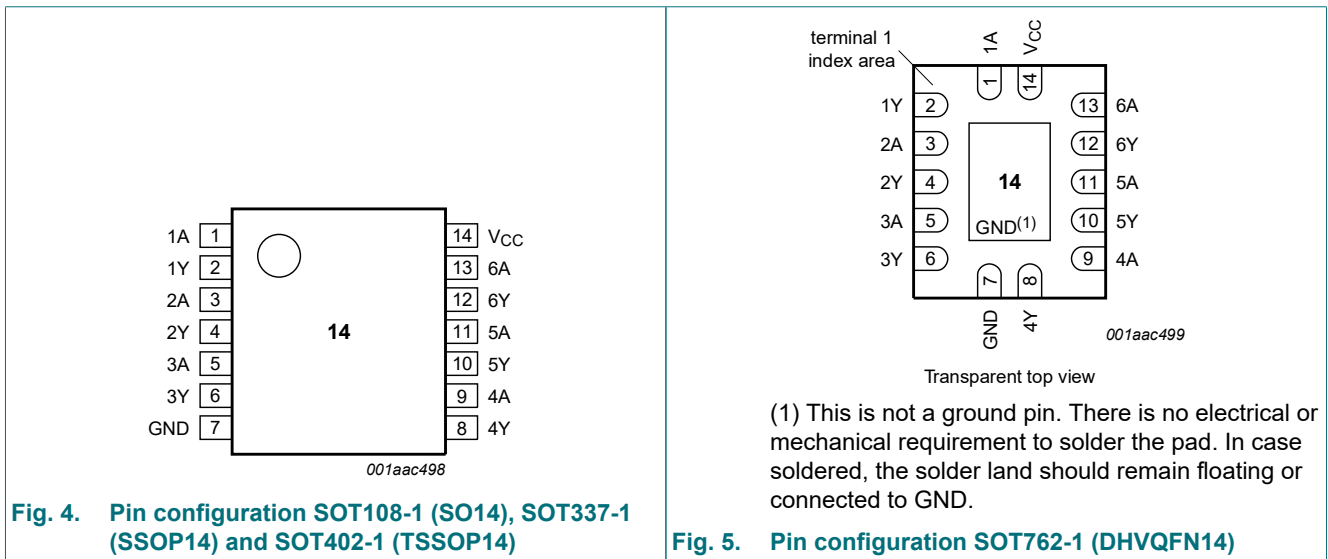 1A 1 14 VCC
1Y 2 13 6A
2A 3 12 6Y
2Y 4 14 11 5A
3A 5 10 5Y
3Y 6 9 4A
GND 7 8 4Y
001aac498
Fig. 4. Pin configuration SOT108-1 (SO14), SOT337-1
(SSOP14) and SOT402-1 (TSSOP14)
terminal 1
index area
1A VCC
1 14
1Y 2 13 6A
2A 3 12 6Y
2Y 4 14 11 5A
3A 5 GND(1) 10 5Y
3Y 6 9 4A
7 8
GND 4Y
001aac499
Transparent top view
(1) This is not a ground pin. There is no electrical or
mechanical requirement to solder the pad. In case
soldered, the solder land should remain floating or
connected to GND.
Fig. 5. Pin configuration SOT762-1 (DHVQFN14)